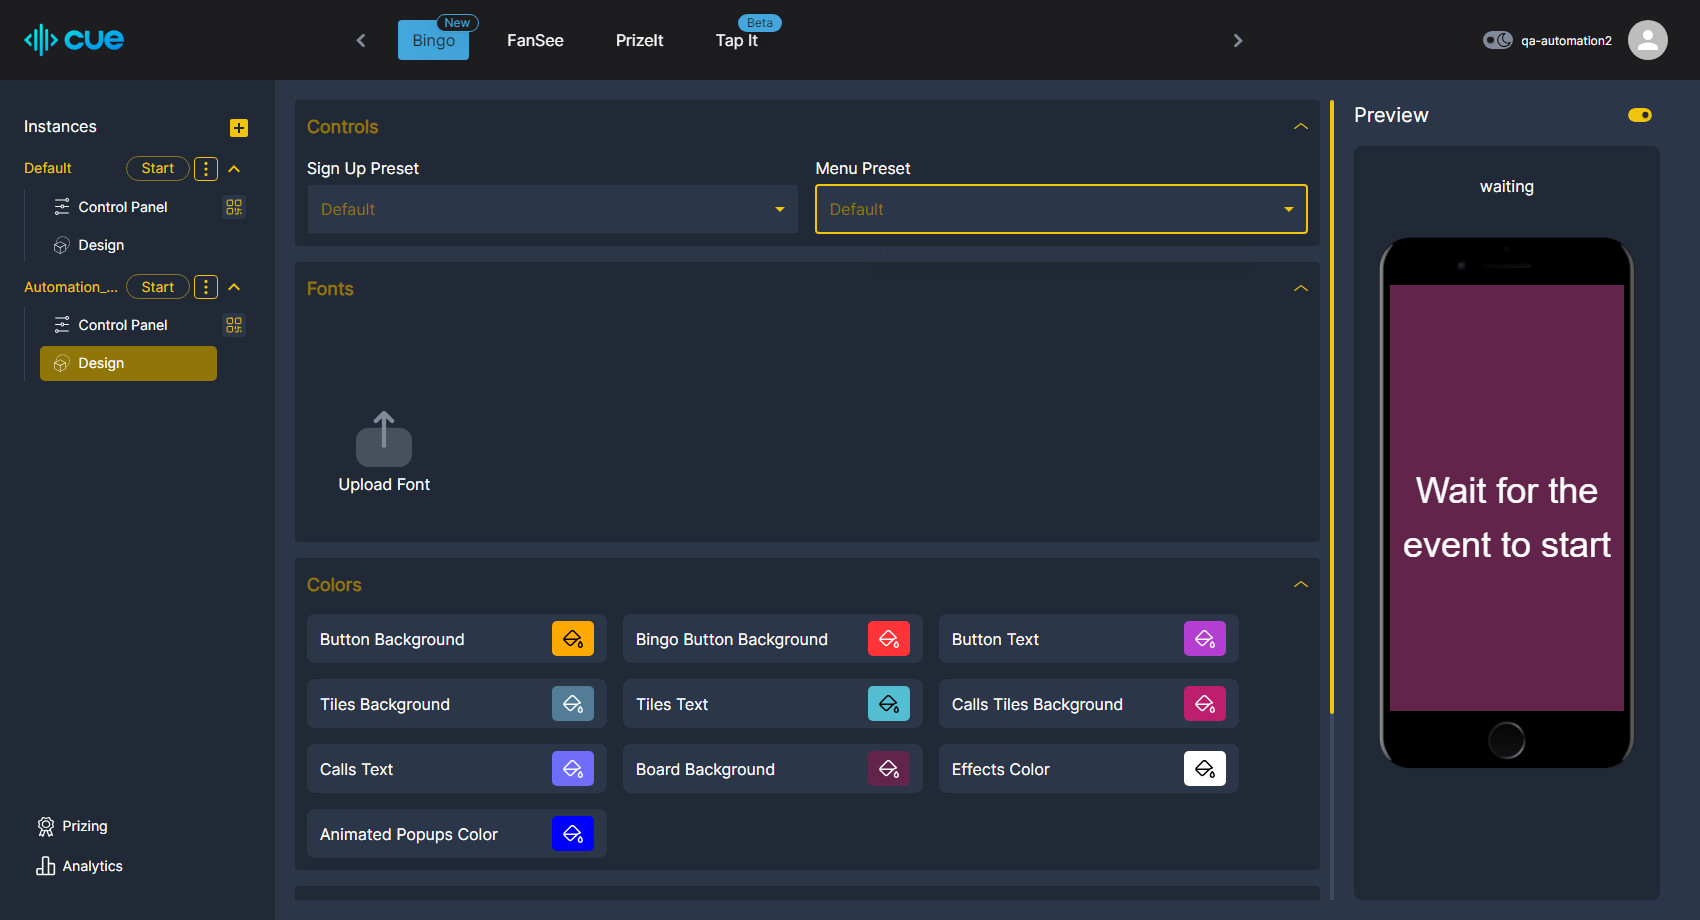 cue
Bingo
New
FanSee
PrizeIt
Tap It
Beta
qa-automation2
Instances
Default
Start
Control Panel
Design
Automation_...
Start
Control Panel
Design
Prizing
Analytics
Controls
Sign Up Preset
Menu Preset
Default
Default
Fonts
Upload Font
Colors
Button Background
Bingo Button Background
Button Text
Tiles Background
Tiles Text
Calls Tiles Background
Calls Text
Board Background
Effects Color
Animated Popups Color
Preview
waiting
Wait for the
event to start